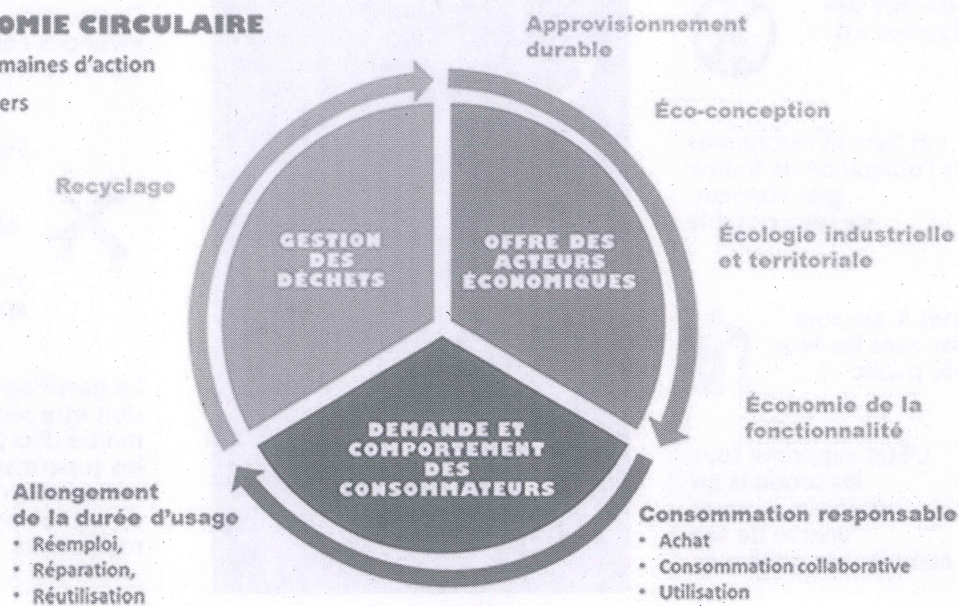 OMIE CIRCULAIRE
maines d'action
ers
Approvisionnement
durable
Éco-conception
Écologie industrielle
et territoriale
Économie de la
fonctionnalité
Consommation responsable
• Achat
• Consommation collaborative
• Utilisation
Allongement
de la durée d'usage
• Réemploi,
• Réparation,
• Réutilisation
Recyclage
GESTION
DES
DÉCHETS
OFFRE DES
ACTEURS
ÉCONOMIQUES
DEMANDE ET
COMPORTEMENT
DES
CONSOMMATEURS